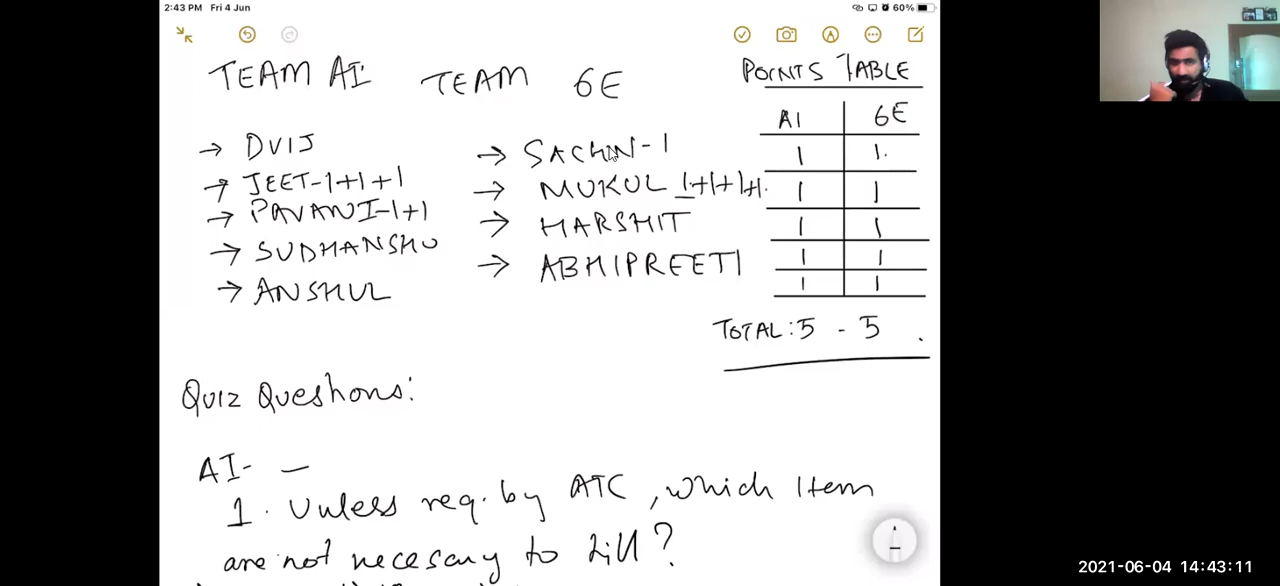 2:43 PM Fri 4 Jun
60%
TEAM AI
TEAM 6E
POINTS TABLE
AI 6E
1 1.
1 1
1 1
1 1
1 1
TOTAL: 5 - 5 .
→ DVIJ
→ JEET-1+1+1
→ PAVANI-1+1
→ SUDHANSHU
→ ANSHUL
→ SACHIN-1
→ MUKUL 1+1+1+1.
→ HARSHIT
→ ABHIPREETI
Quiz Questions:
AI- —
1. Unless req. by ATC, which Item
are not necesary to fill?
2021-06-04 14:43:11